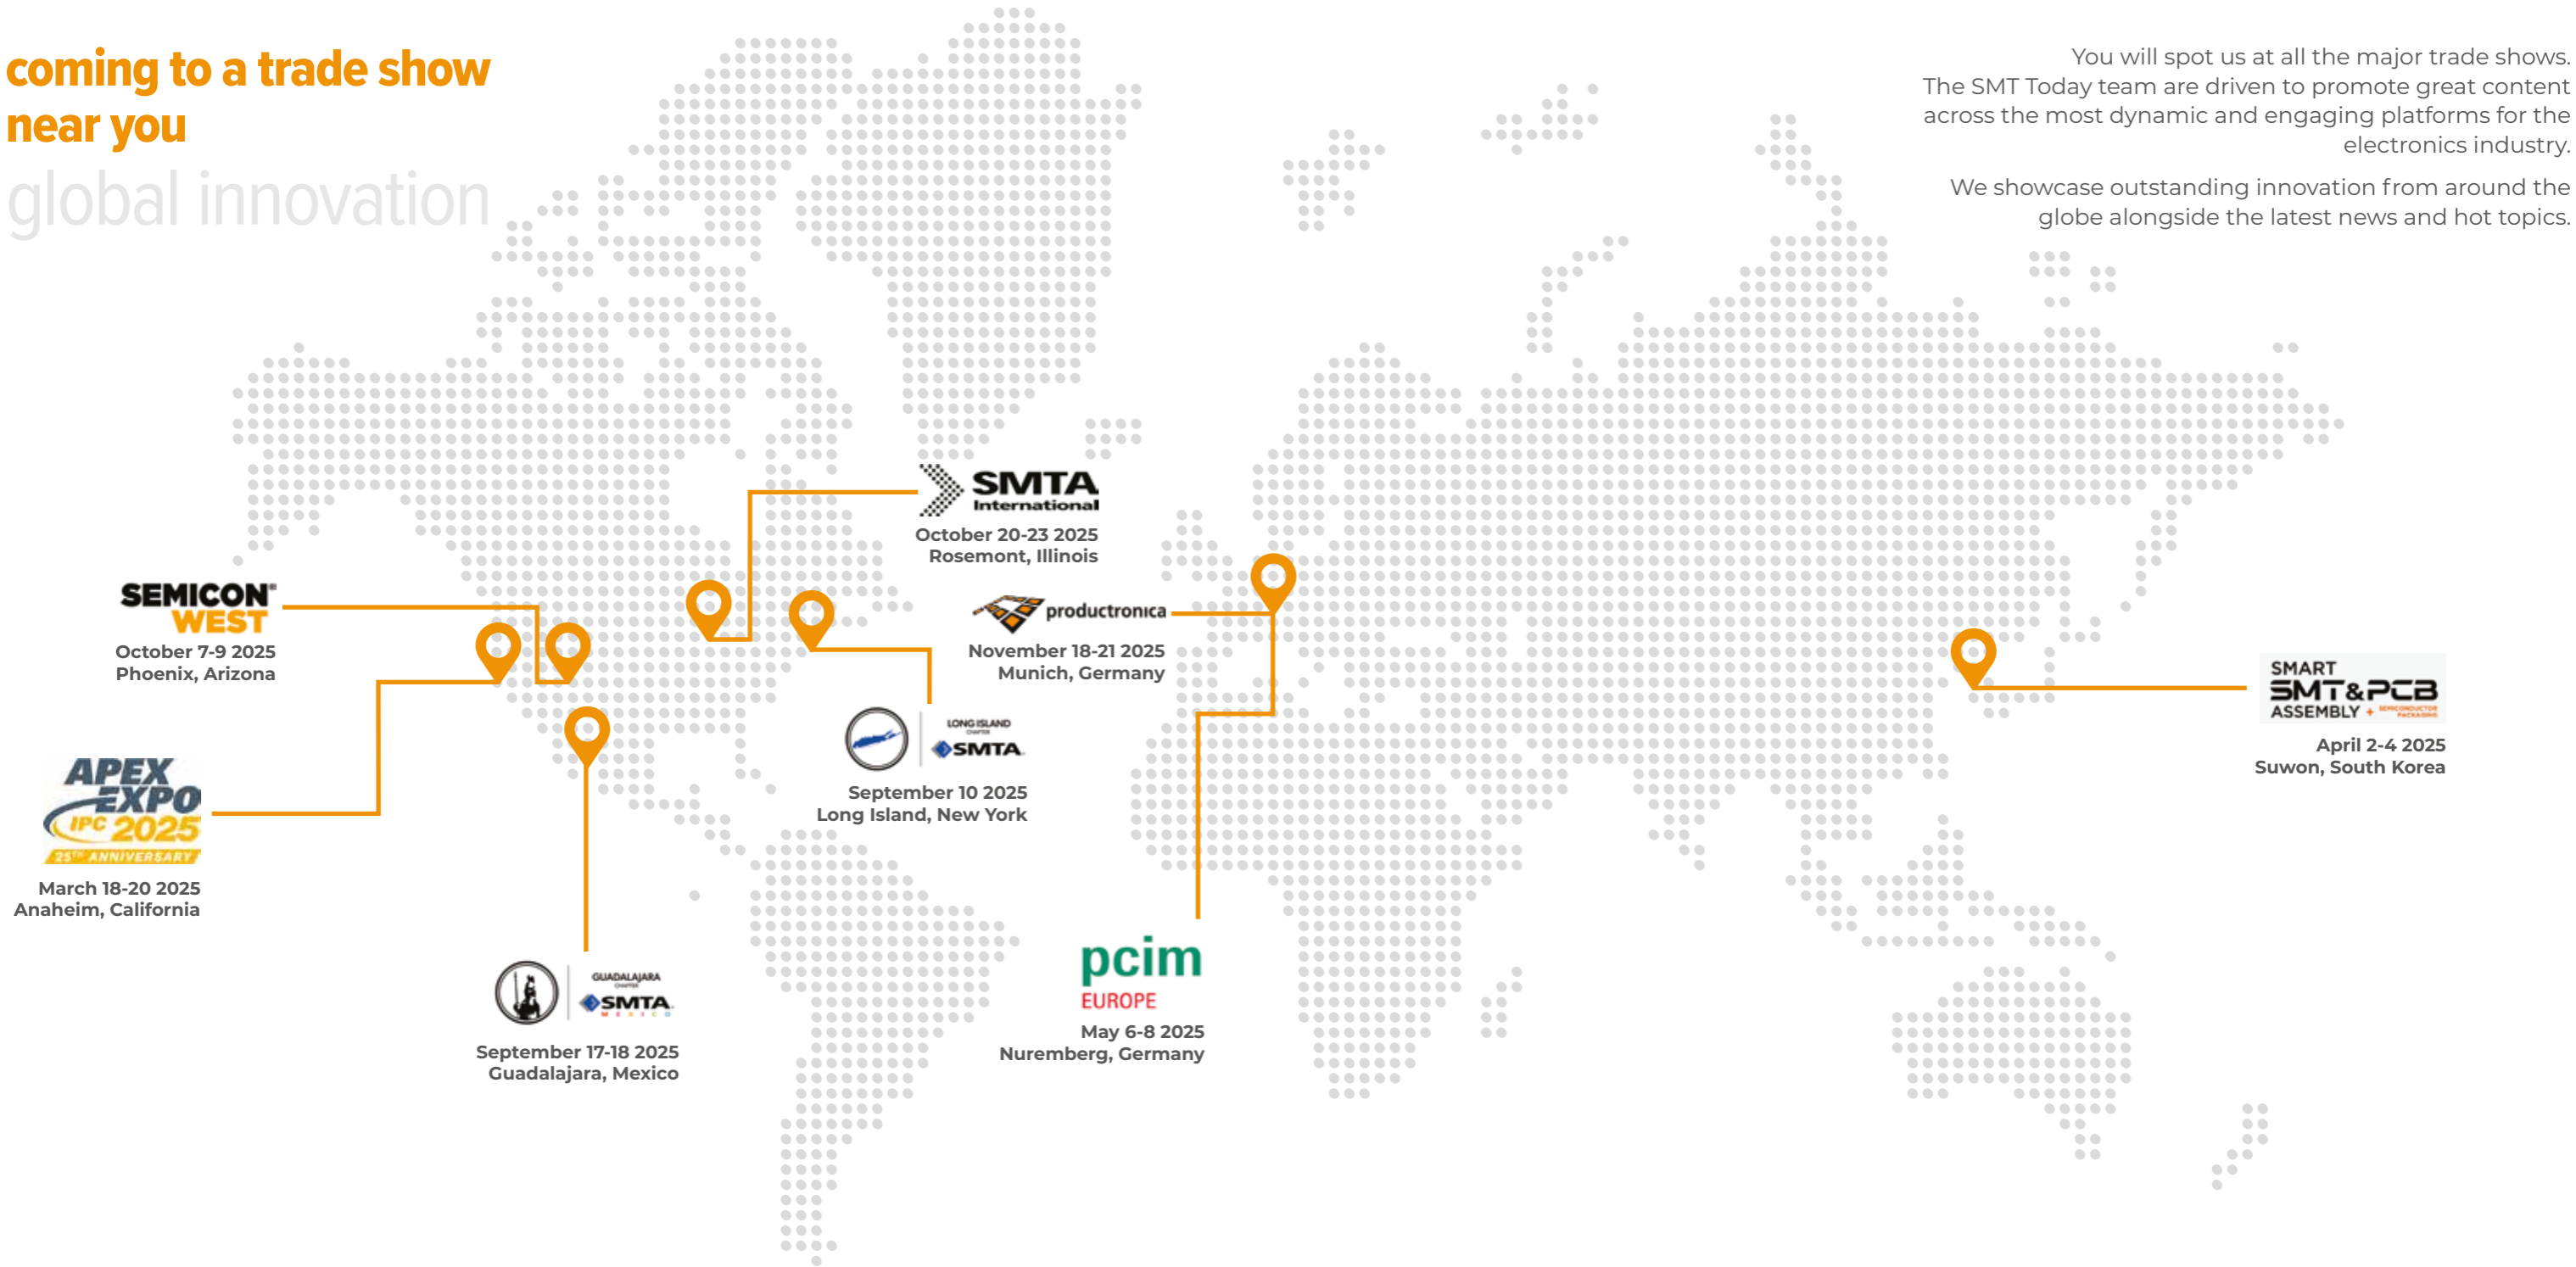 coming to a trade show
near you
global innovation
You will spot us at all the major trade shows.
The SMT Today team are driven to promote great content
across the most dynamic and engaging platforms for the
electronics industry.
We showcase outstanding innovation from around the
globe alongside the latest news and hot topics.
SMTA
International
October 20-23 2025
Rosemont, Illinois
SEMICON®
WEST
October 7-9 2025
Phoenix, Arizona
productronica
November 18-21 2025
Munich, Germany
SMART
SMT&PCB
ASSEMBLY + SEMICONDUCTOR
PACKAGING
April 2-4 2025
Suwon, South Korea
LONG ISLAND
CHAPTER
SMTA
September 10 2025
Long Island, New York
APEX
EXPO
IPC 2025
25TH ANNIVERSARY
March 18-20 2025
Anaheim, California
GUADALAJARA
CHAPTER
SMTA
MEXICO
September 17-18 2025
Guadalajara, Mexico
pcim
EUROPE
May 6-8 2025
Nuremberg, Germany